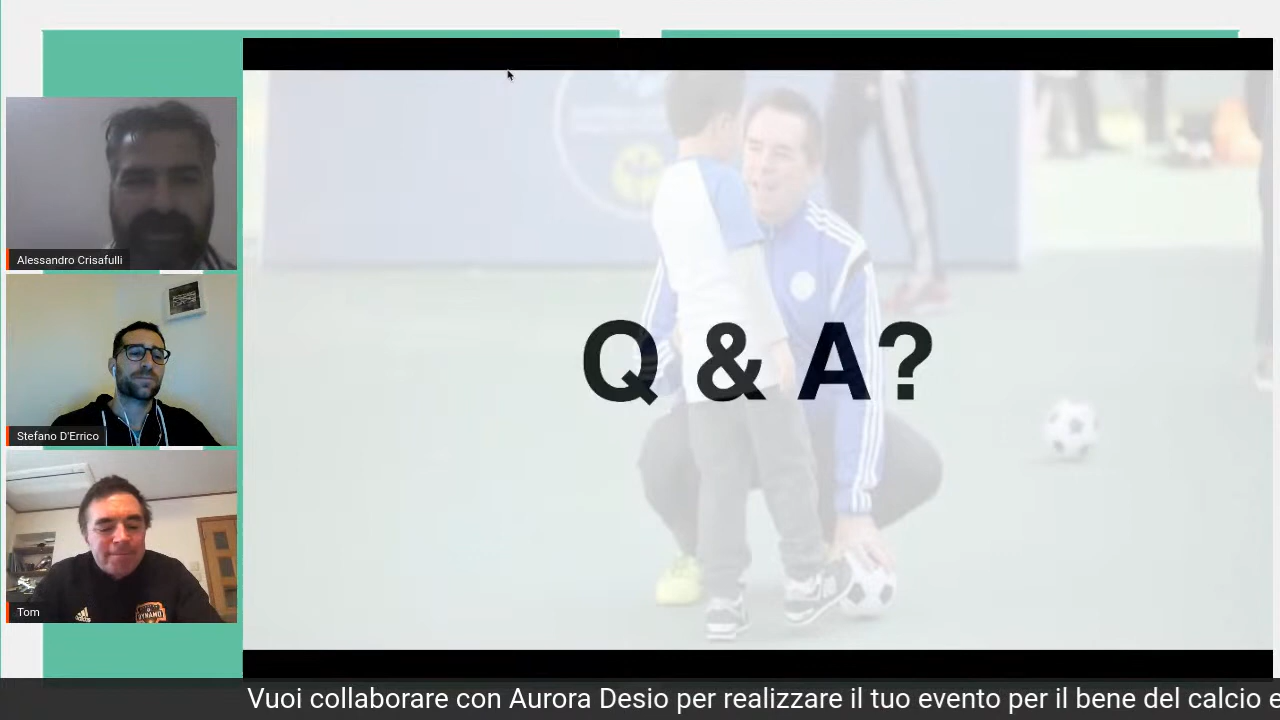 Q & A?
Alessandro Crisafulli
Stefano D'Errico
Tom
DYNAMO
Vuoi collaborare con Aurora Desio per realizzare il tuo evento per il bene del calcio e